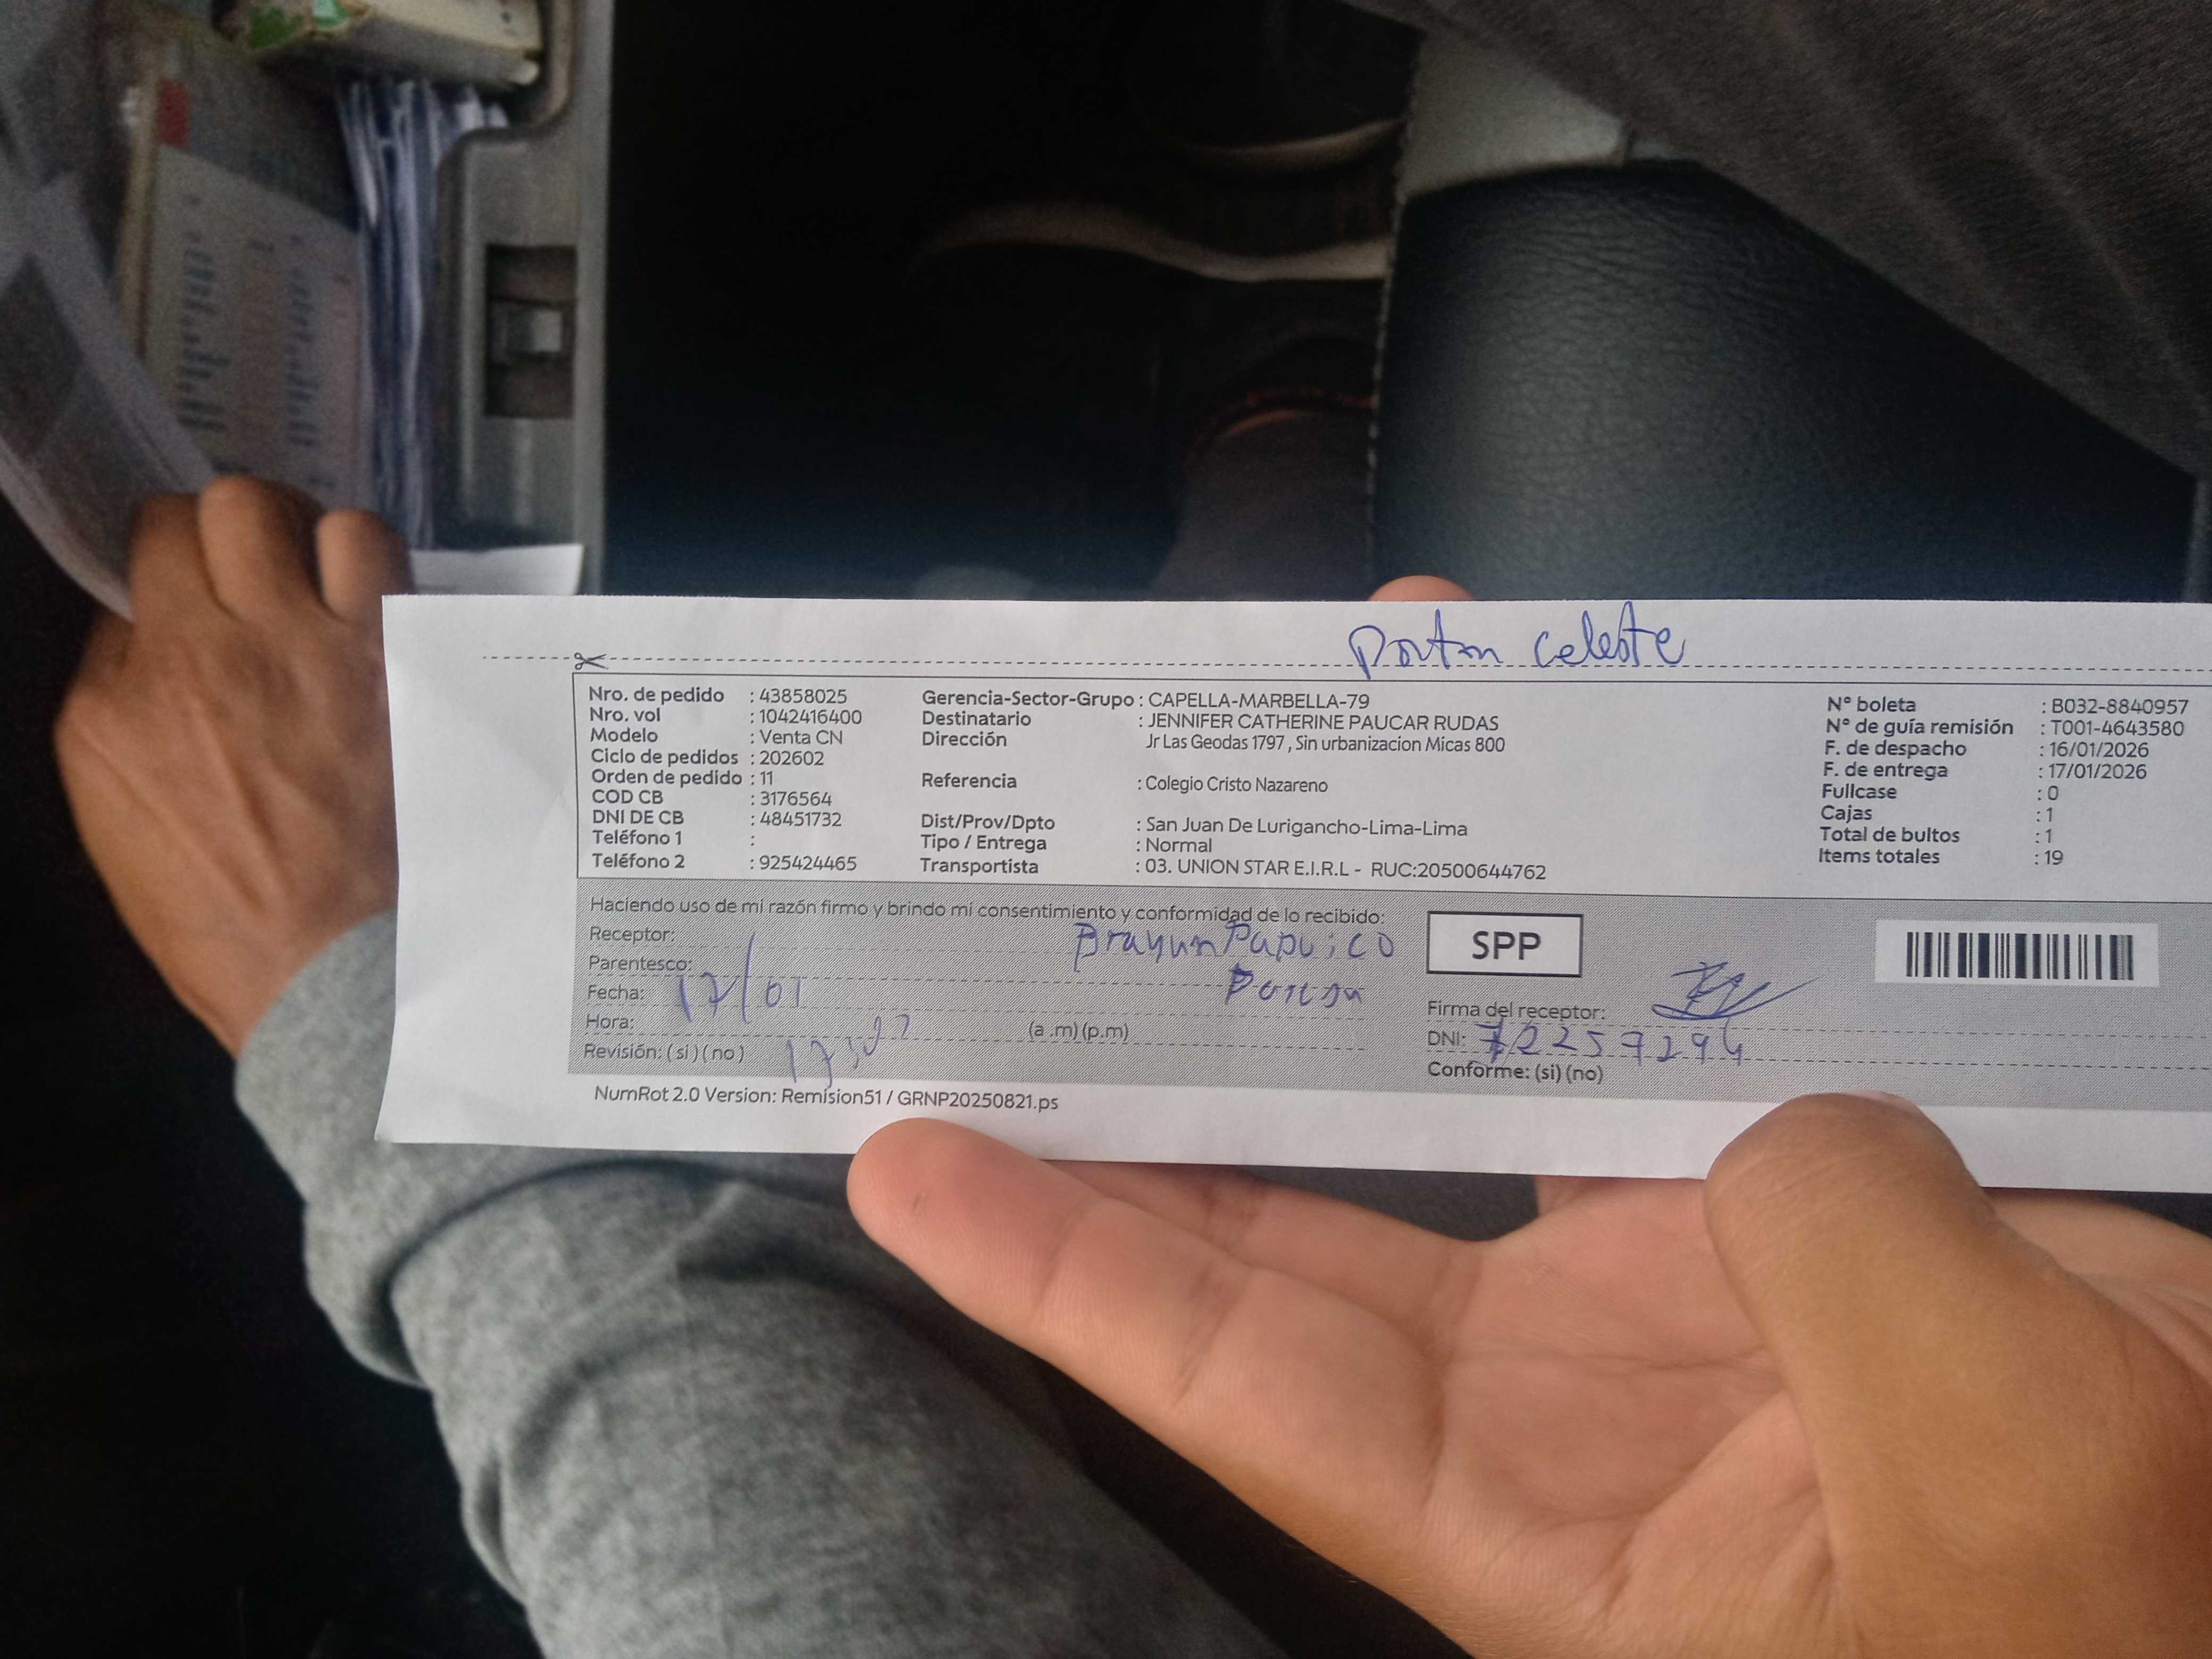 Porton celeste
Nro. de pedido : 43858025
Nro. vol : 1042416400
Modelo : Venta CN
Ciclo de pedidos : 202602
Orden de pedido : 11
COD CB : 3176564
DNI DE CB : 48451732
Teléfono 1 :
Teléfono 2 : 925424465
Gerencia-Sector-Grupo : CAPELLA-MARBELLA-79
Destinatario : JENNIFER CATHERINE PAUCAR RUDAS
Dirección Jr Las Geodas 1797 , Sin urbanizacion Micas 800
Referencia : Colegio Cristo Nazareno
Dist/Prov/Dpto : San Juan De Lurigancho-Lima-Lima
Tipo / Entrega : Normal
Transportista : 03. UNION STAR E.I.R.L - RUC:20500644762
N° boleta : B032-8840957
N° de guía remisión : T001-4643580
F. de despacho : 16/01/2026
F. de entrega : 17/01/2026
Fullcase : 0
Cajas : 1
Total de bultos : 1
Items totales : 19
Haciendo uso de mi razón firmo y brindo mi consentimiento y conformidad de lo recibido:
Receptor:
Parentesco:
Fecha: 17/01
Hora: (a .m) (p.m)
Revisión: ( si ) ( no )
SPP
Firma del receptor:
DNI: 72257294
Conforme: (si) (no)
NumRot 2.0 Version: Remision51 / GRNP20250821.ps